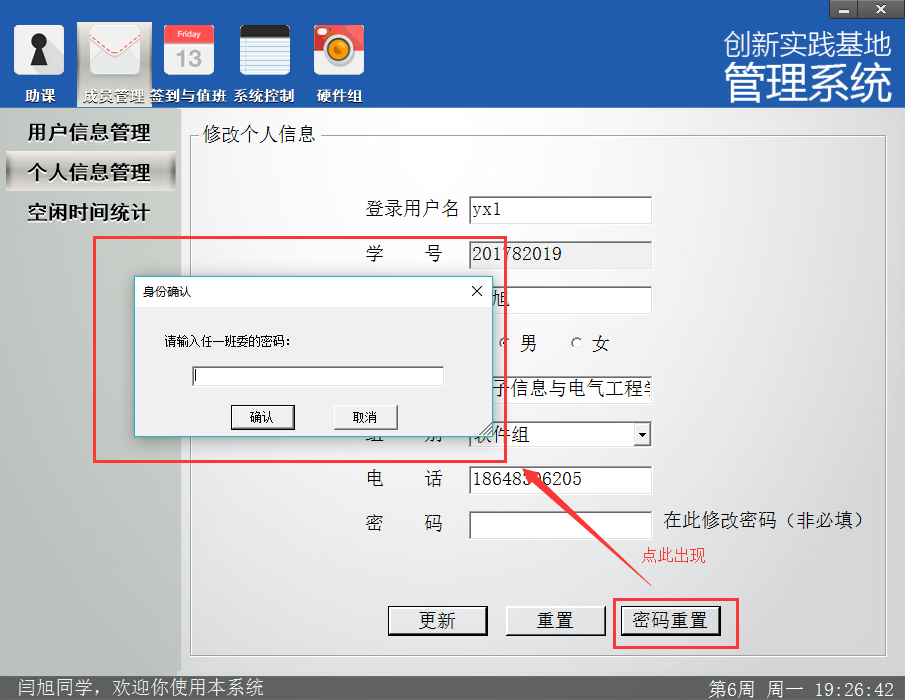 创新实践基地
管理系统
Friday
13
助课
成员管理
签到与值班
系统控制
硬件组
用户信息管理
个人信息管理
空闲时间统计
修改个人信息
登录用户名 yx1
学 号 201782019
旭
男 女
子信息与电气工程学
组 别 软件组
电 话 18648306205
密 码 在此修改密码（非必填）
身份确认
请输入任一班委的密码：
确认 取消
点此出现
更新 重置 密码重置
闫旭同学，欢迎你使用本系统
第6周 周一 19:26:42